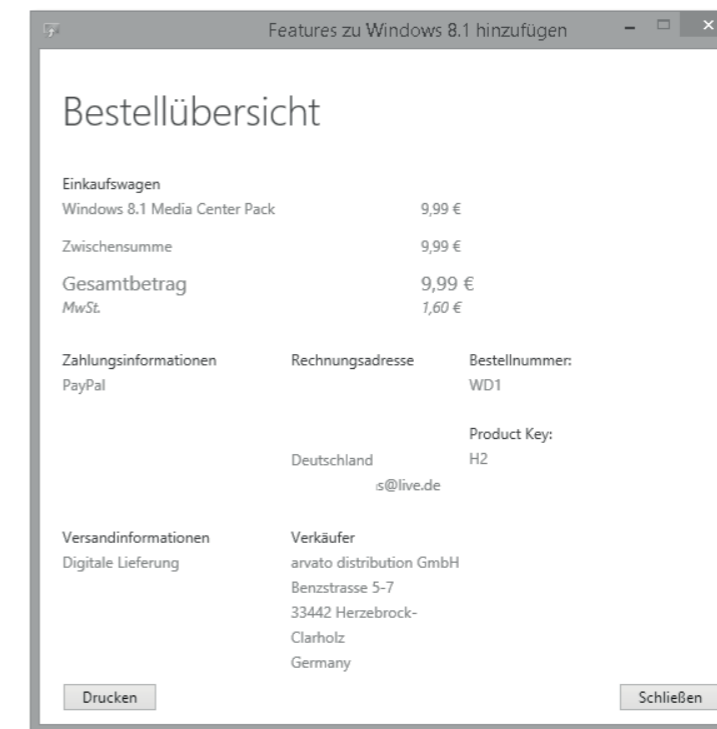 Features zu Windows 8.1 hinzufügen
Bestellübersicht
Einkaufswagen
Windows 8.1 Media Center Pack 9,99 €
Zwischensumme 9,99 €
Gesamtbetrag 9,99 €
MwSt. 1,60 €
Zahlungsinformationen Rechnungsadresse Bestellnummer:
PayPal WD1
Product Key:
Deutschland H2
s@live.de
Versandinformationen Verkäufer
Digitale Lieferung arvato distribution GmbH
Benzstrasse 5-7
33442 Herzebrock-
Clarholz
Germany
Drucken Schließen